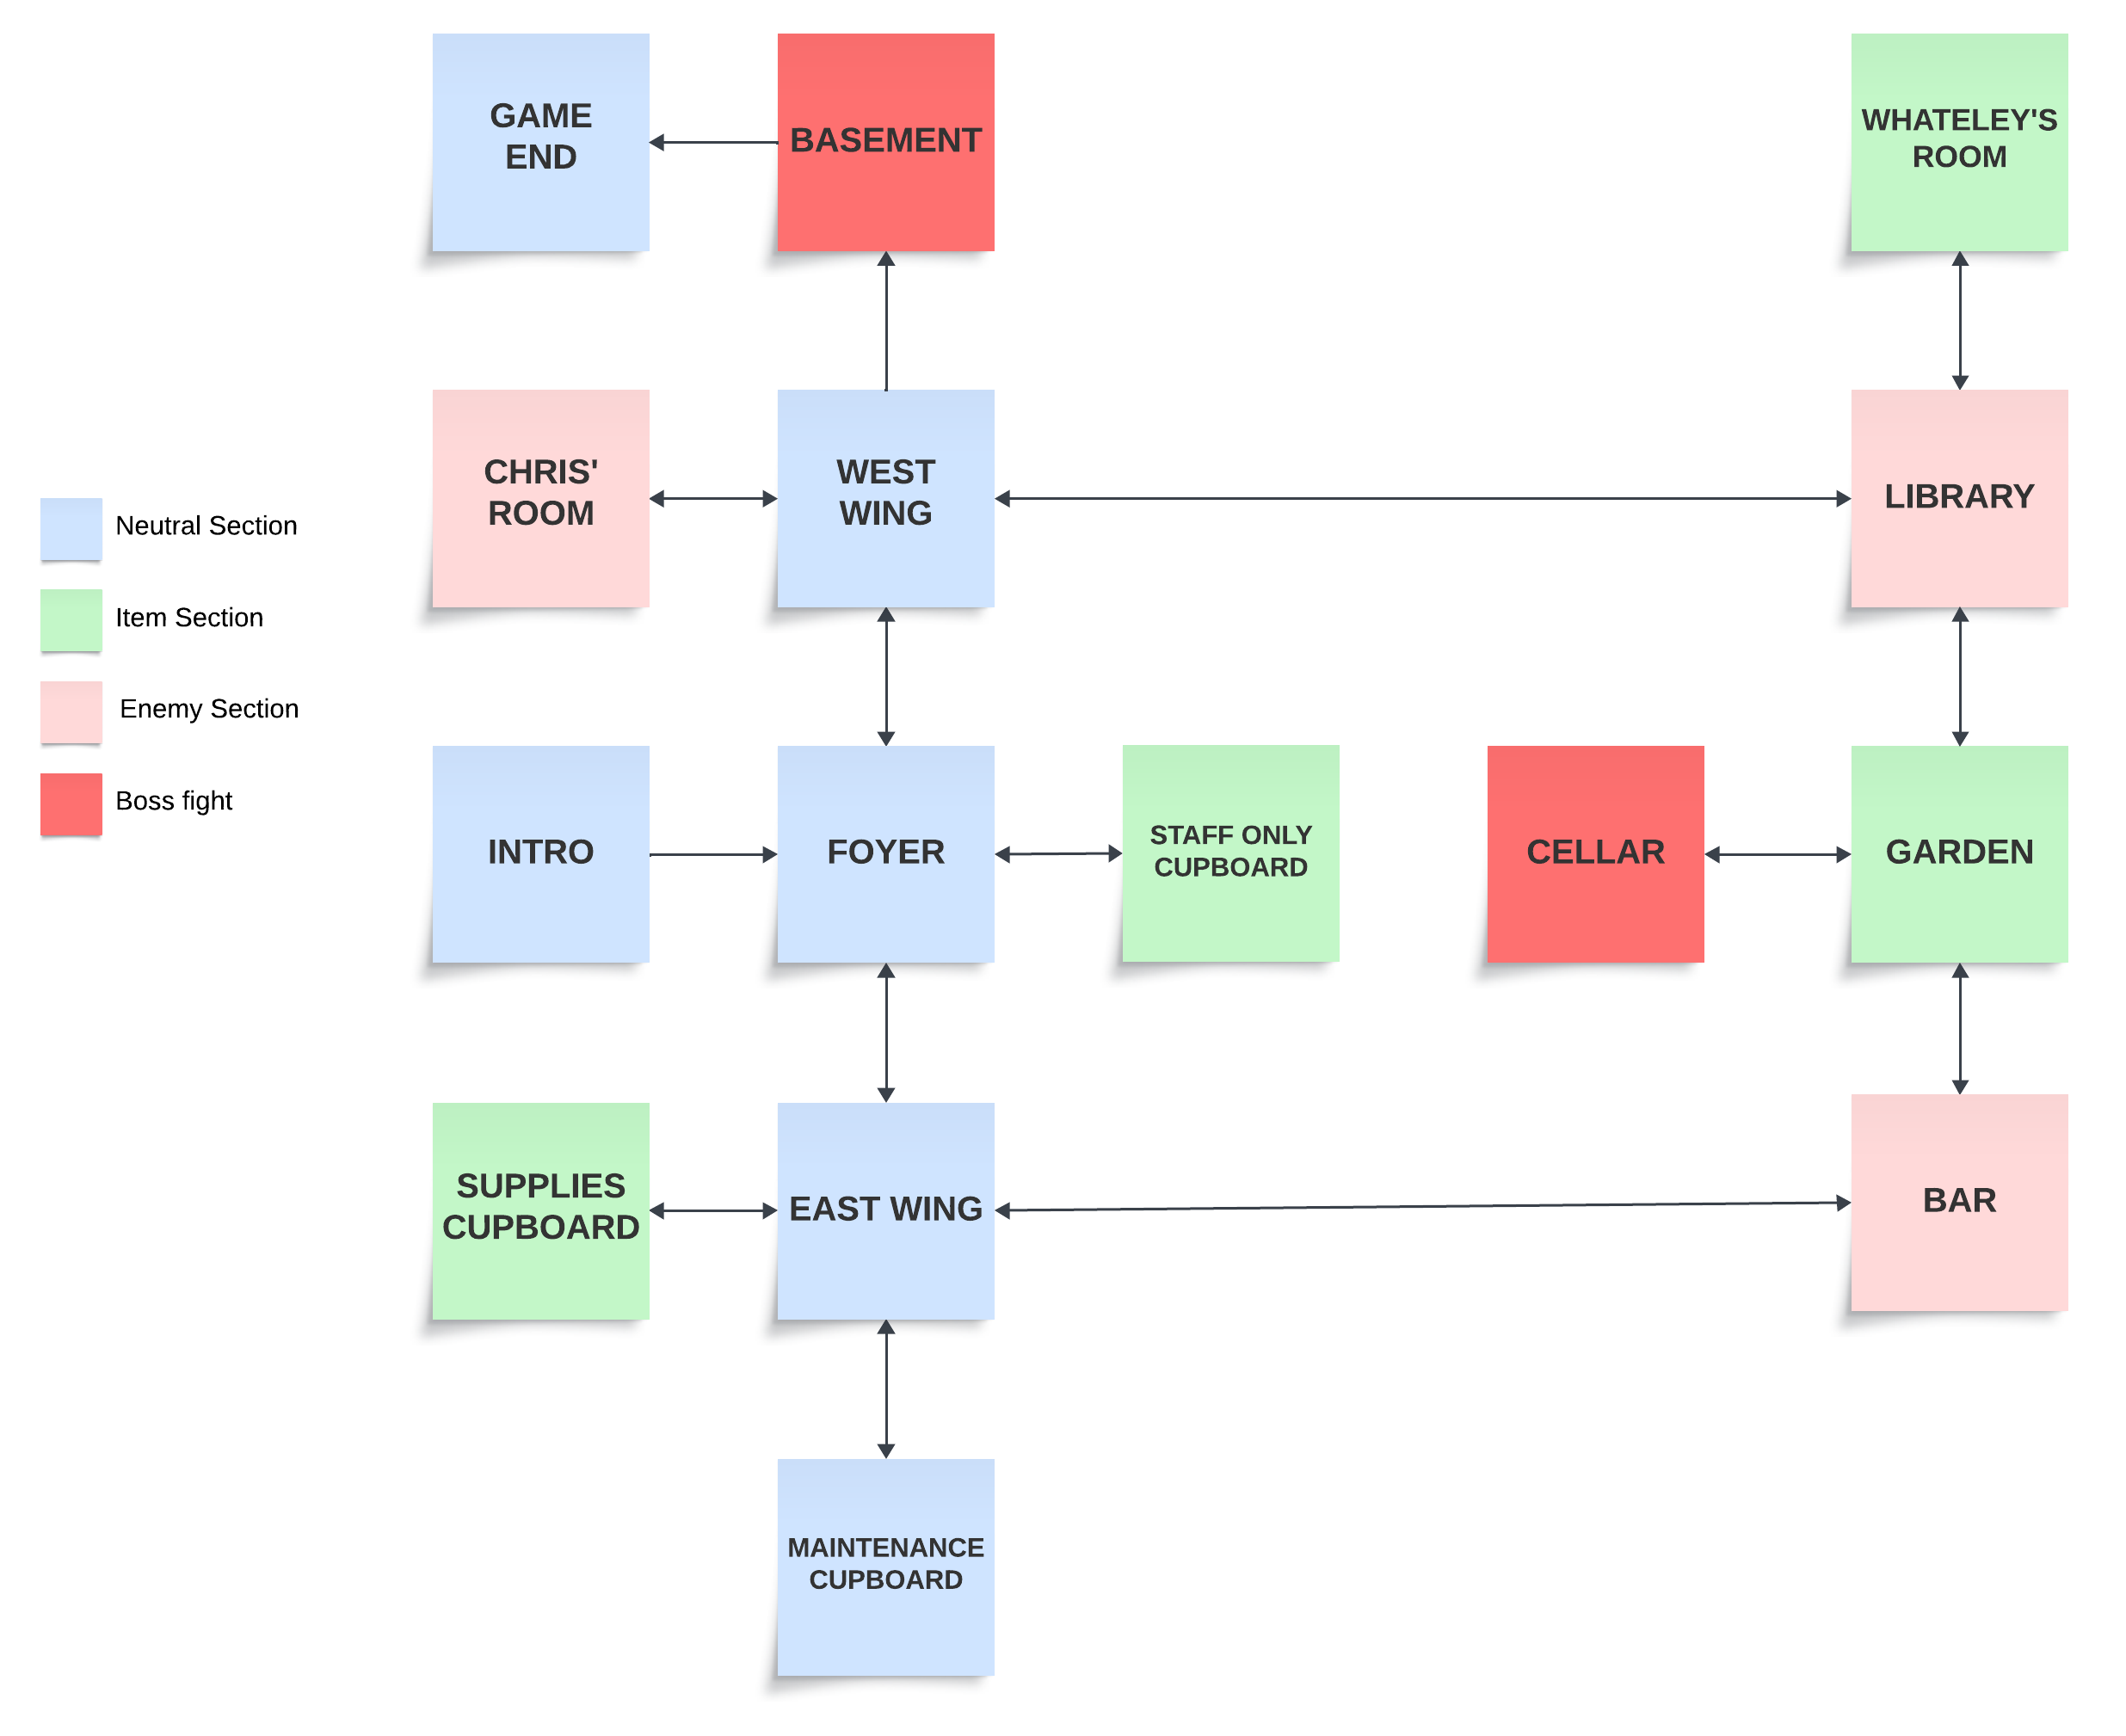 GAME
END
BASEMENT
WHATELEY'S
ROOM
CHRIS'
ROOM
WEST
WING
LIBRARY
Neutral Section
Item Section
Enemy Section
Boss fight
INTRO
FOYER
STAFF ONLY
CUPBOARD
CELLAR
GARDEN
SUPPLIES
CUPBOARD
EAST WING
BAR
MAINTENANCE
CUPBOARD